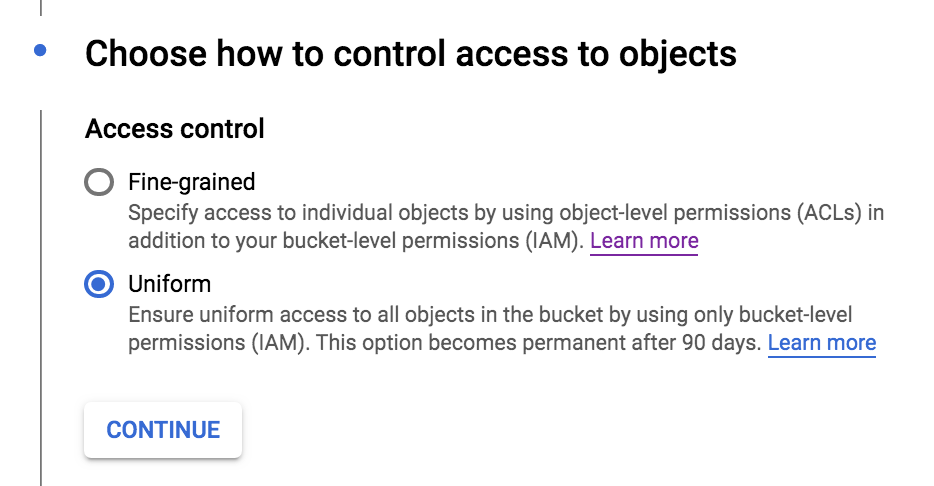 Choose how to control access to objects
Access control
Fine-grained
Specify access to individual objects by using object-level permissions (ACLs) in
addition to your bucket-level permissions (IAM). Learn more
Uniform
Ensure uniform access to all objects in the bucket by using only bucket-level
permissions (IAM). This option becomes permanent after 90 days. Learn more
CONTINUE